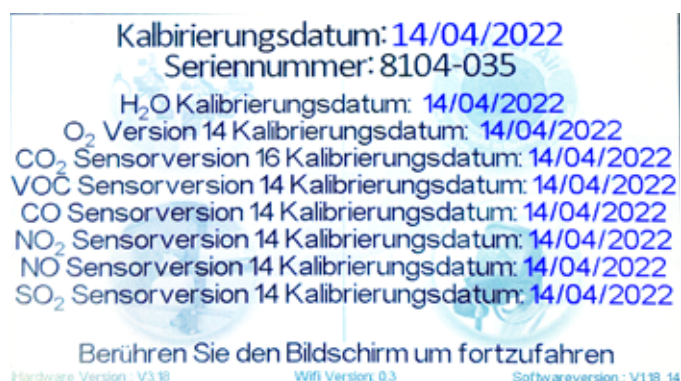 Kalbirierungsdatum: 14/04/2022
Seriennummer: 8104-035
H₂O Kalibrierungsdatum: 14/04/2022
O₂ Version 14 Kalibrierungsdatum: 14/04/2022
CO₂ Sensorversion 16 Kalibrierungsdatum: 14/04/2022
VOC Sensorversion 14 Kalibrierungsdatum: 14/04/2022
CO Sensorversion 14 Kalibrierungsdatum: 14/04/2022
NO₂ Sensorversion 14 Kalibrierungsdatum: 14/04/2022
NO Sensorversion 14 Kalibrierungsdatum: 14/04/2022
SO₂ Sensorversion 14 Kalibrierungsdatum: 14/04/2022
Berühren Sie den Bildschirm um fortzufahren
Hardware Version : V3.18 Wifi Version: 0.3 Softwareversion : V1.18_14